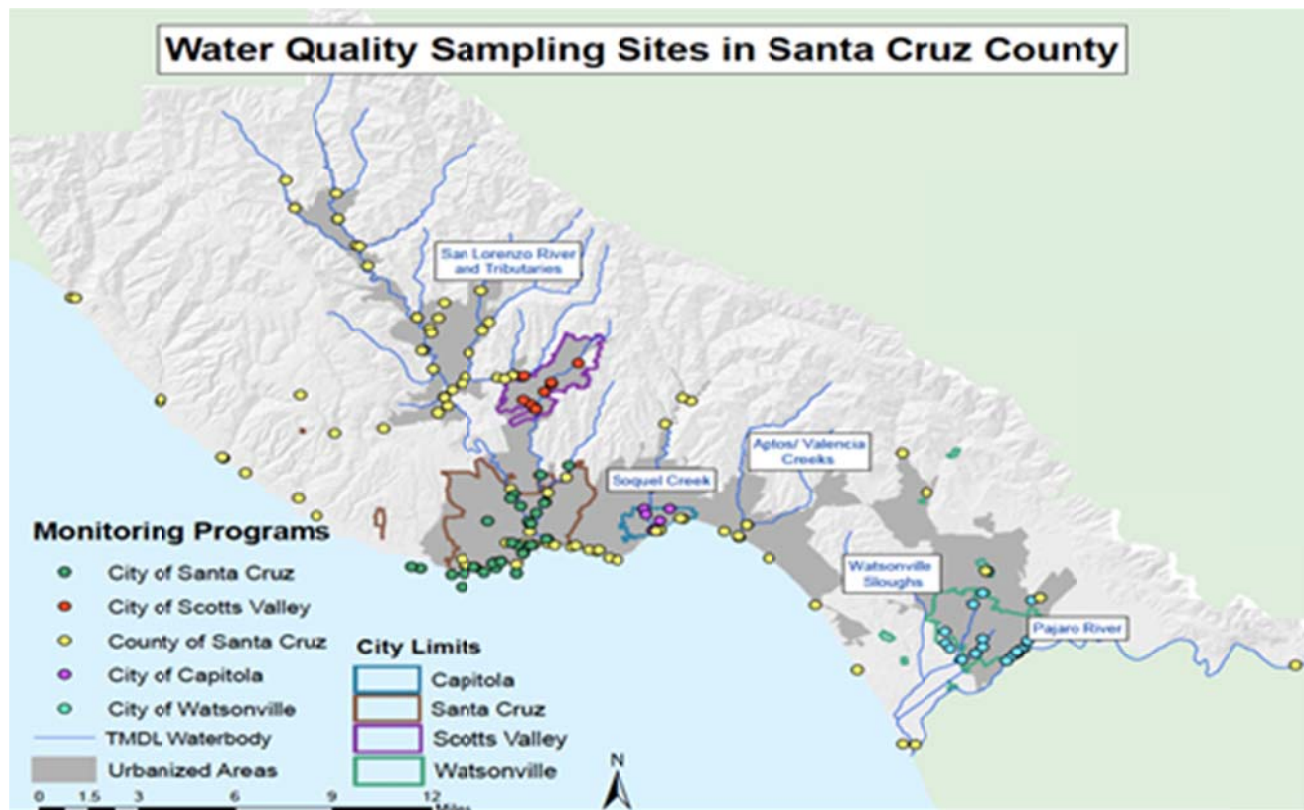 Water Quality Sampling Sites in Santa Cruz County
San Lorenzo River
and Tributaries
Aptos/ Valencia
Creeks
Soquel Creek
Watsonville
Sloughs
Pajaro River
Monitoring Programs
City of Santa Cruz
City of Scotts Valley
County of Santa Cruz
City of Capitola
City of Watsonville
TMDL Waterbody
Urbanized Areas
City Limits
Capitola
Santa Cruz
Scotts Valley
Watsonville
N
0 1.5 3 6 9 12
Miles